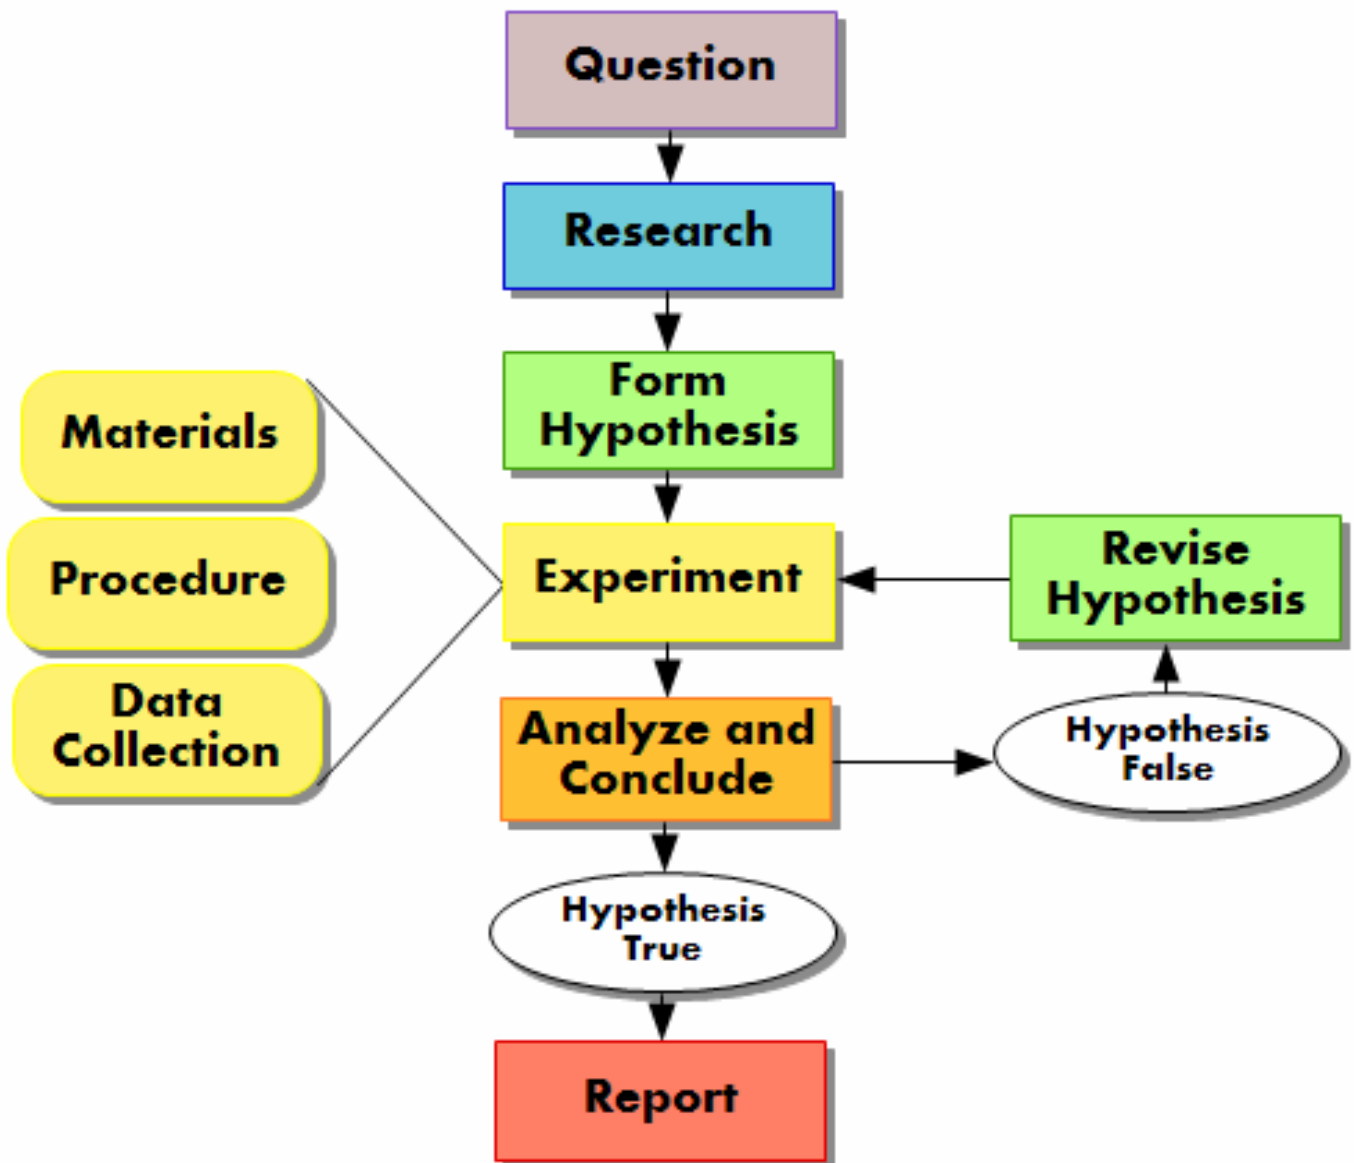 Question
Research
Form
Hypothesis
Materials
Procedure
Data
Collection
Experiment
Revise
Hypothesis
Analyze and
Conclude
Hypothesis
False
Hypothesis
True
Report